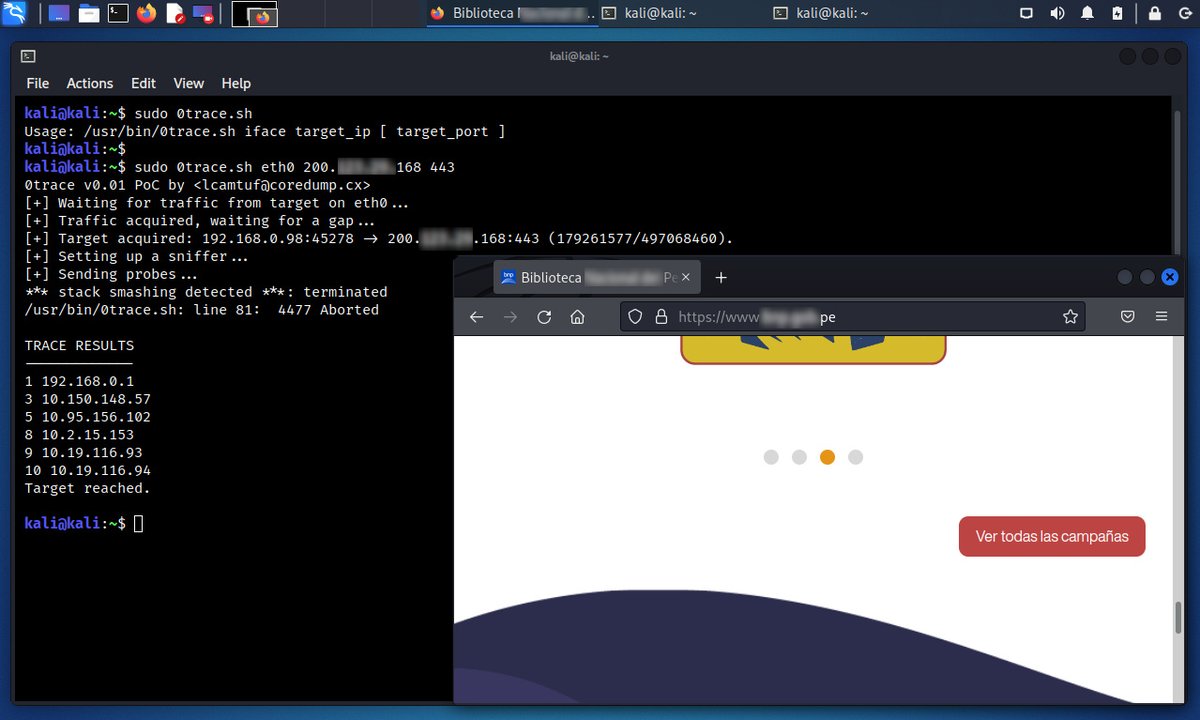 Biblioteca
kali@kali: ~
kali@kali: ~
kali@kali: ~
File Actions Edit View Help
kali@kali:~$ sudo 0trace.sh
Usage: /usr/bin/0trace.sh iface target_ip [ target_port ]
kali@kali:~$
kali@kali:~$ sudo 0trace.sh eth0 200. 168 443
0trace v0.01 PoC by <lcamtuf@coredump.cx>
[+] Waiting for traffic from target on eth0...
[+] Traffic acquired, waiting for a gap...
[+] Target acquired: 192.168.0.98:45278 -> 200. .168:443 (179261577/497068460).
[+] Setting up a sniffer...
[+] Sending probes...
*** stack smashing detected ***: terminated
/usr/bin/0trace.sh: line 81: 4477 Aborted
TRACE RESULTS
-------------
1 192.168.0.1
3 10.150.148.57
5 10.95.156.102
8 10.2.15.153
9 10.19.116.93
10 10.19.116.94
Target reached.
kali@kali:~$
bnp Biblioteca Pe
https://www pe
Ver todas las campañas